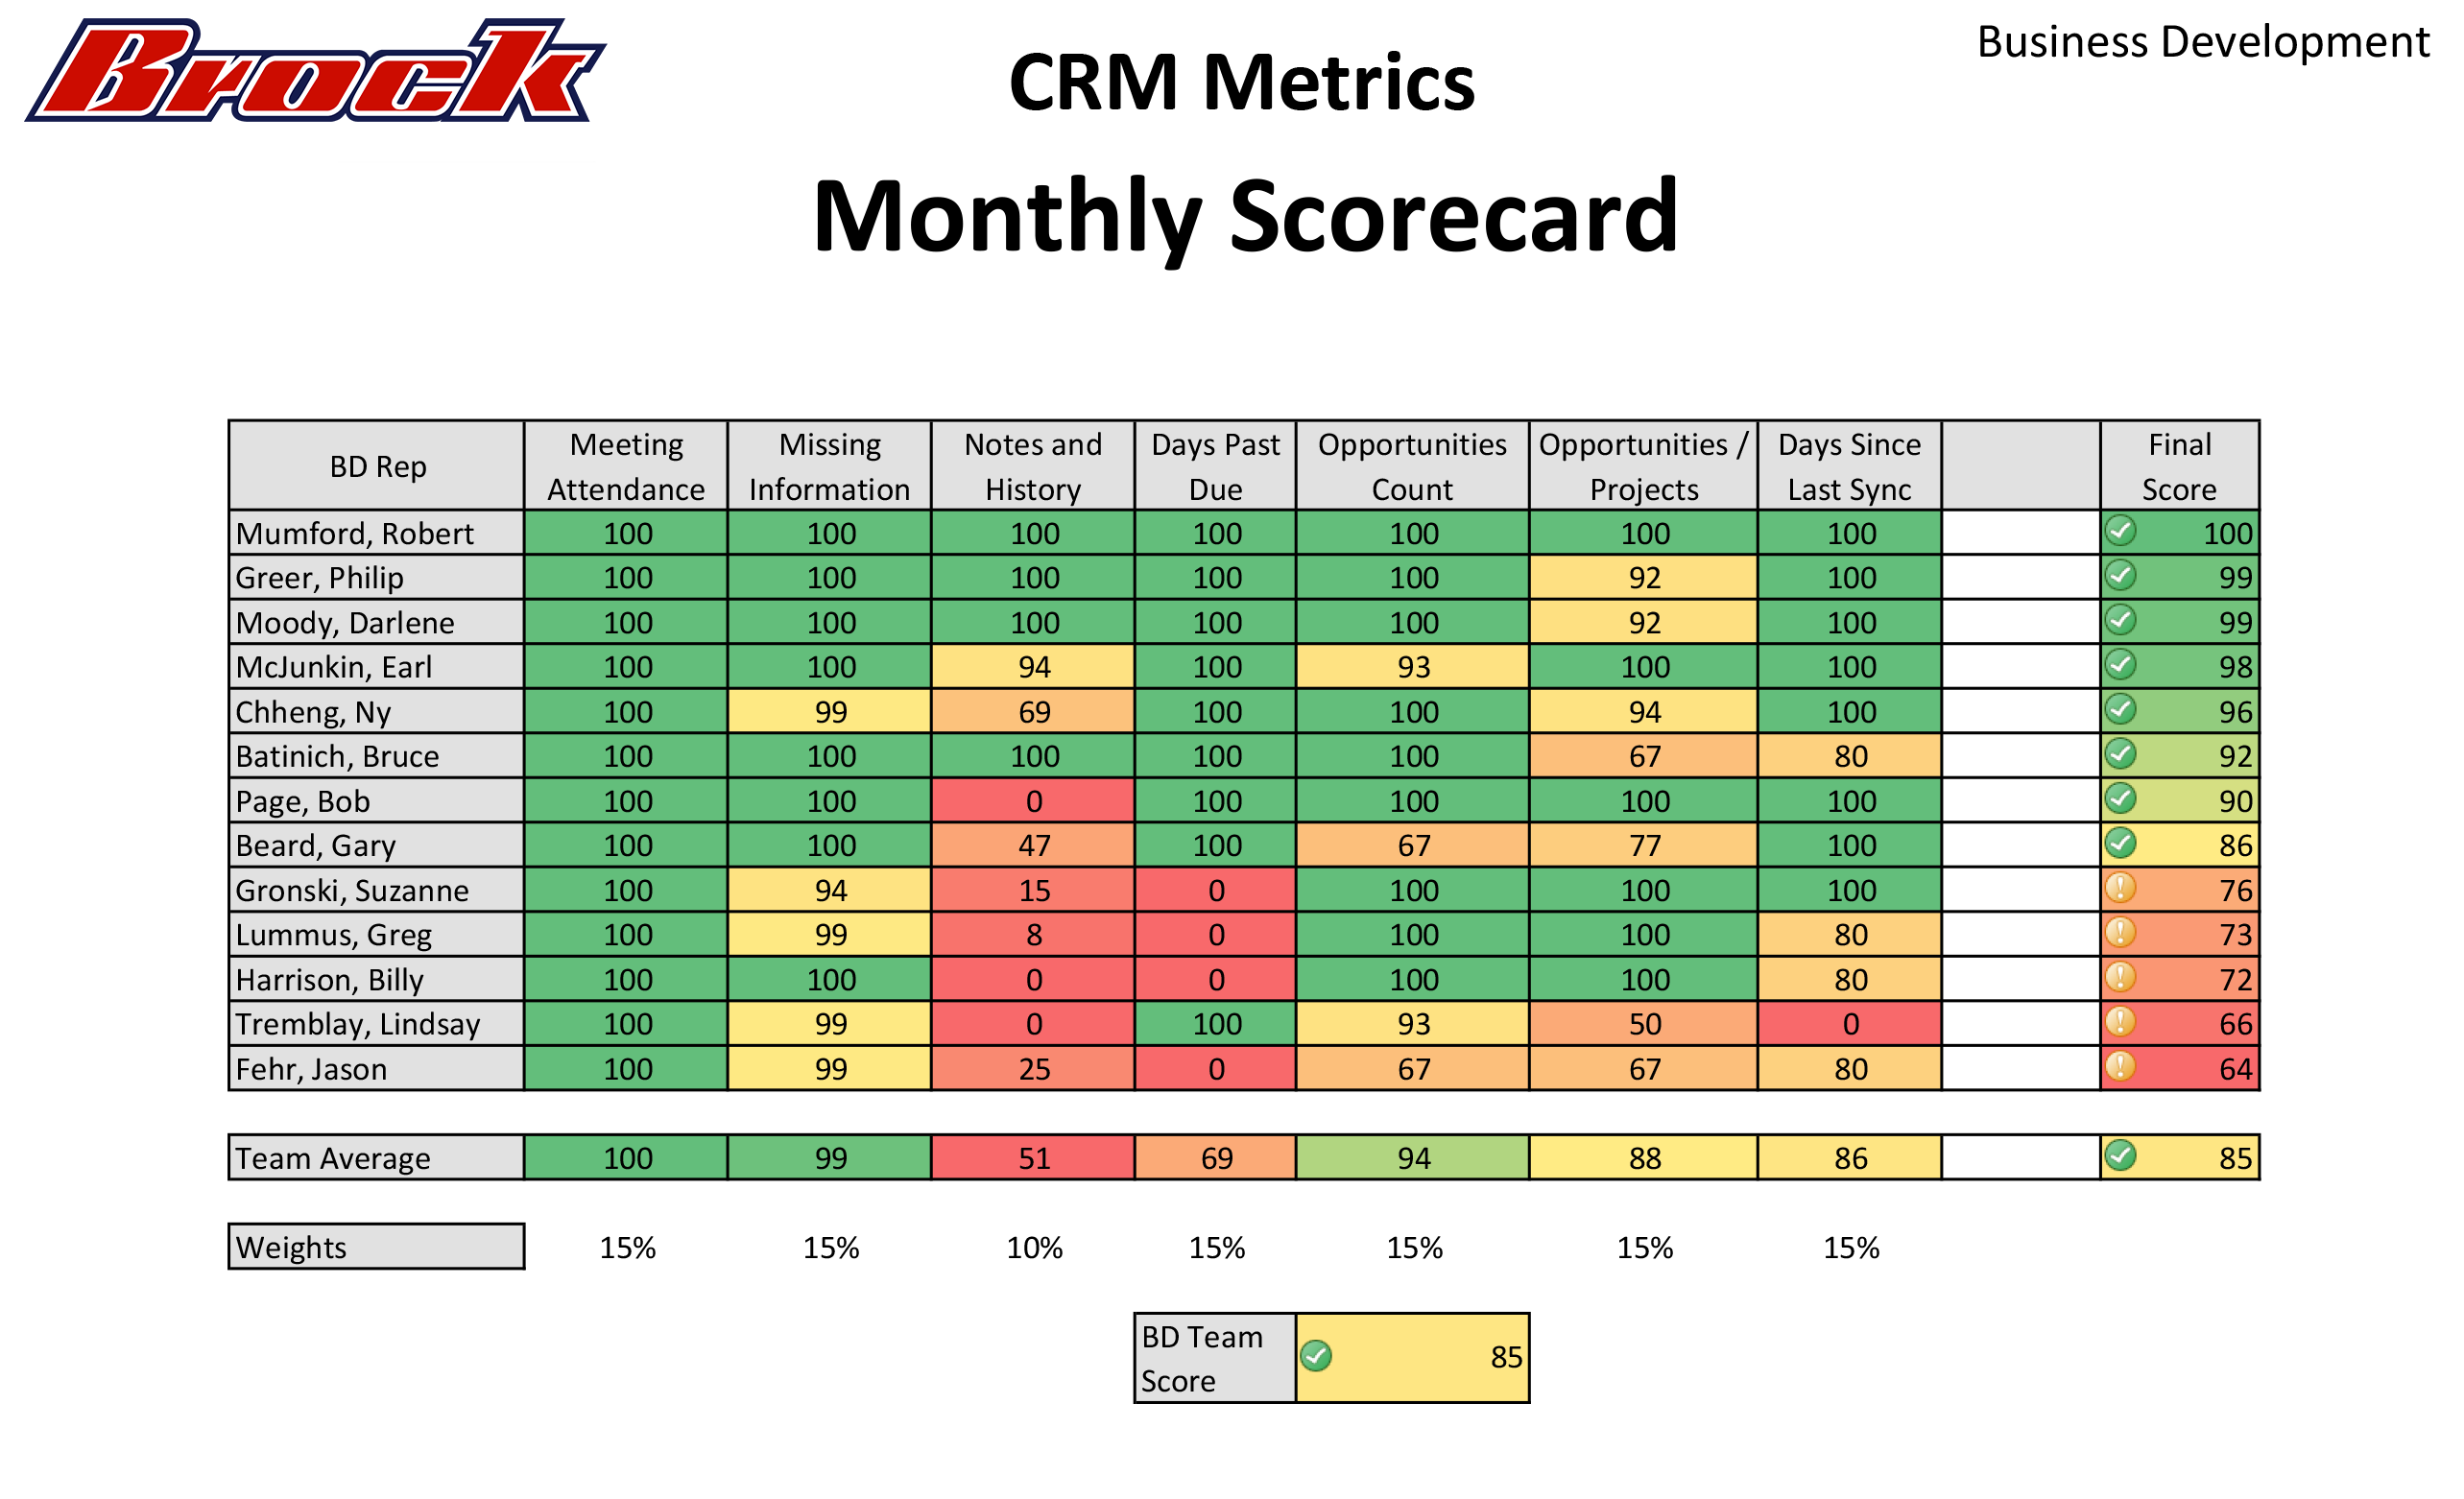 Brock
CRM Metrics
Business Development
Monthly Scorecard
BD Rep Meeting Attendance Missing Information Notes and History Days Past Due Opportunities Count Opportunities / Projects Days Since Last Sync Final Score
Mumford, Robert 100 100 100 100 100 100 100 100
Greer, Philip 100 100 100 100 100 92 100 99
Moody, Darlene 100 100 100 100 100 92 100 99
McJunkin, Earl 100 100 94 100 93 100 100 98
Chheng, Ny 100 99 69 100 100 94 100 96
Batinich, Bruce 100 100 100 100 100 67 80 92
Page, Bob 100 100 0 100 100 100 100 90
Beard, Gary 100 100 47 100 67 77 100 86
Gronski, Suzanne 100 94 15 0 100 100 100 76
Lummus, Greg 100 99 8 0 100 100 80 73
Harrison, Billy 100 100 0 0 100 100 80 72
Tremblay, Lindsay 100 99 0 100 93 50 0 66
Fehr, Jason 100 99 25 0 67 67 80 64
Team Average 100 99 51 69 94 88 86 85
Weights 15% 15% 10% 15% 15% 15% 15%
BD Team Score 85